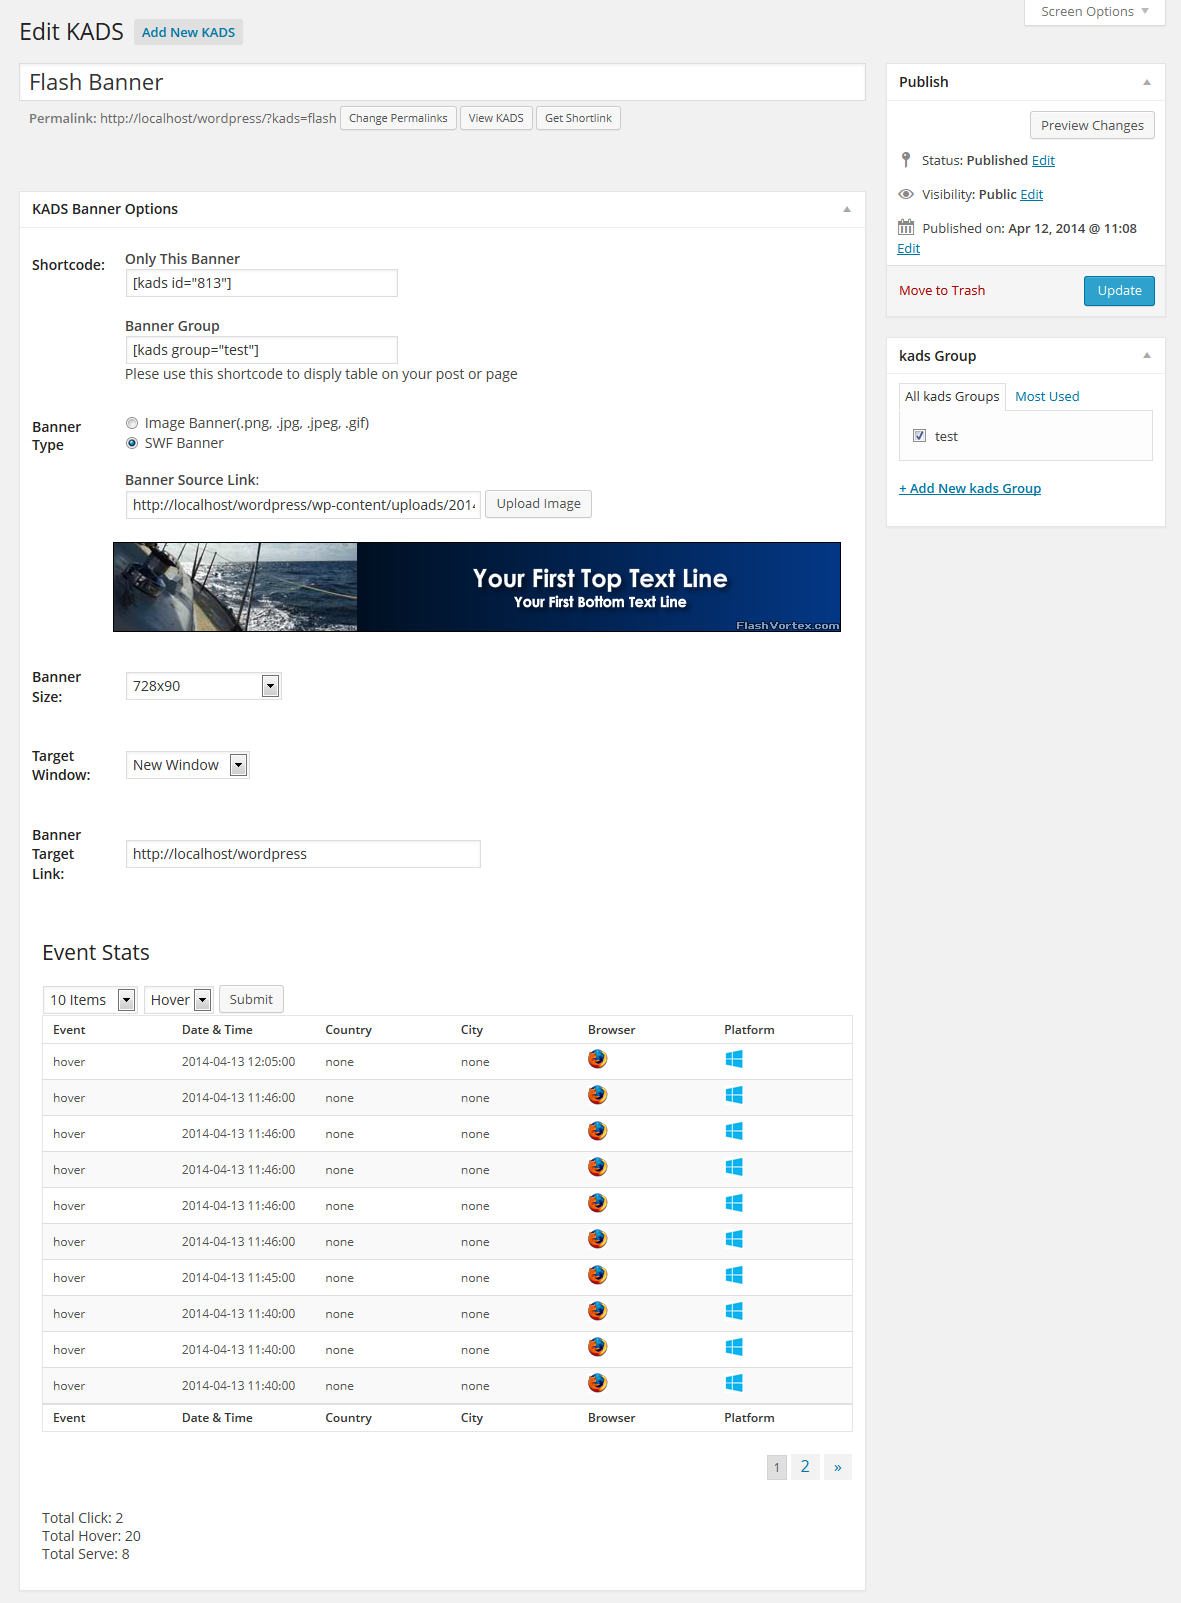 Screen Options
Edit KADS Add New KADS
Flash Banner
Permalink: http://localhost/wordpress/?kads=flash Change Permalinks View KADS Get Shortlink
KADS Banner Options
Shortcode:
Only This Banner
[kads id="813"]
Banner Group
[kads group="test"]
Plese use this shortcode to disply table on your post or page
Banner
Type
Image Banner(.png, .jpg, .jpeg, .gif)
SWF Banner
Banner Source Link:
http://localhost/wordpress/wp-content/uploads/201 Upload Image
Your First Top Text Line
Your First Bottom Text Line
FlashVortex.com
Banner
Size:
728x90
Target
Window:
New Window
Banner
Target
Link:
http://localhost/wordpress
Event Stats
10 Items Hover Submit
Event Date & Time Country City Browser Platform
hover 2014-04-13 12:05:00 none none
hover 2014-04-13 11:46:00 none none
hover 2014-04-13 11:46:00 none none
hover 2014-04-13 11:46:00 none none
hover 2014-04-13 11:46:00 none none
hover 2014-04-13 11:46:00 none none
hover 2014-04-13 11:45:00 none none
hover 2014-04-13 11:40:00 none none
hover 2014-04-13 11:40:00 none none
hover 2014-04-13 11:40:00 none none
Event Date & Time Country City Browser Platform
1 2 »
Total Click: 2
Total Hover: 20
Total Serve: 8
Publish
Preview Changes
Status: Published Edit
Visibility: Public Edit
Published on: Apr 12, 2014 @ 11:08
Edit
Move to Trash Update
kads Group
All kads Groups Most Used
test
+ Add New kads Group